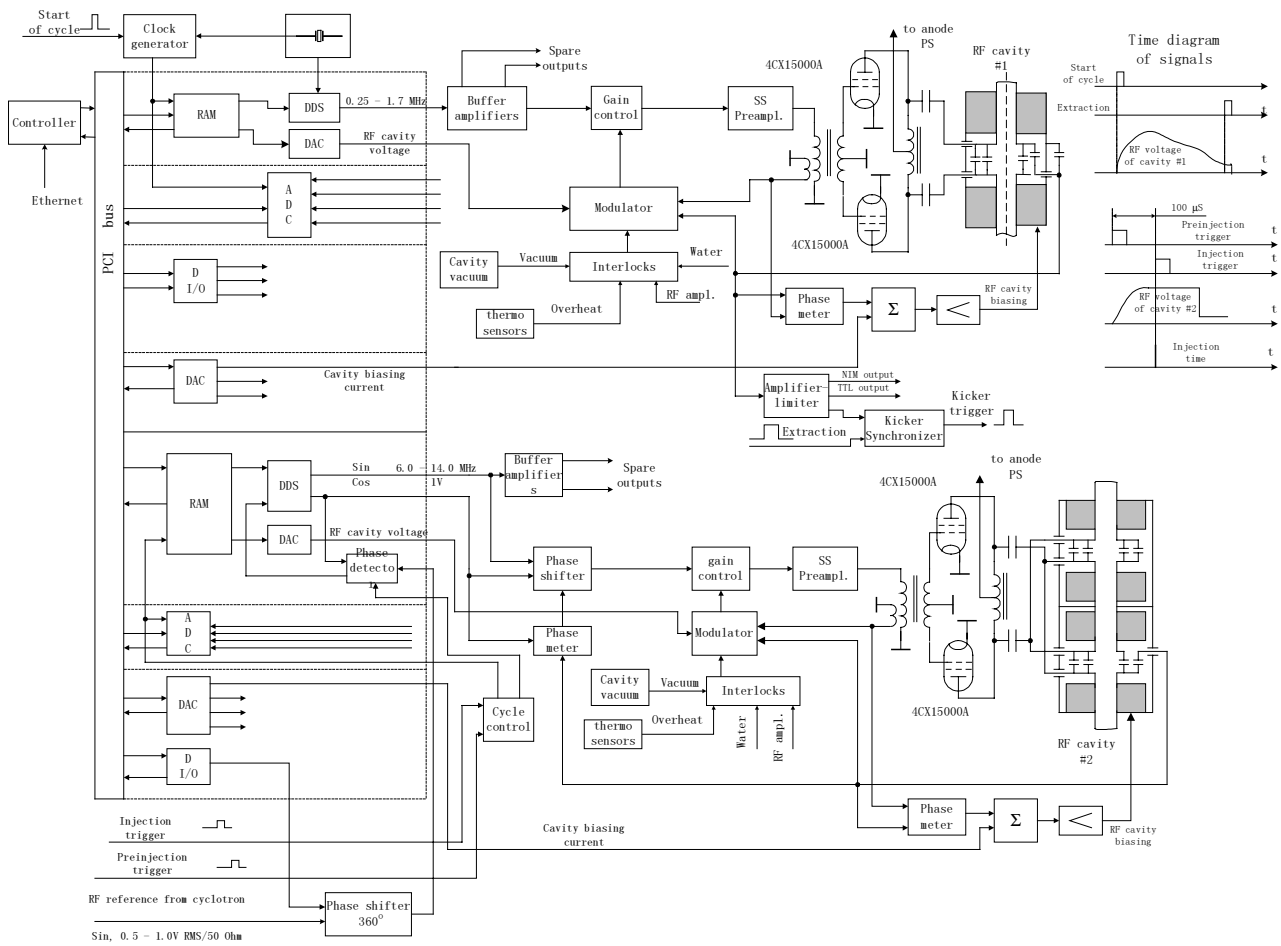 Start
of cycle
Clock
generator
Controller
Ethernet
PCI bus
RAM
DDS
0.25 - 1.7 MHz
DAC
RF cavity
voltage
A
D
C
D
I/O
DAC
Cavity biasing
current
Buffer
amplifiers
Spare
outputs
Gain
control
SS
Preampl.
Modulator
Interlocks
Cavity
vacuum
Vacuum
Water
thermo
sensors
Overheat
RF ampl.
4CX15000A
4CX15000A
to anode
PS
RF cavity
#1
Phase
meter
Σ
<
RF cavity
biasing
Amplifier-
limiter
NIM output
TTL output
Extraction
Kicker
Synchronizer
Kicker
trigger
Time diagram
of signals
Start
of cycle
t
Extraction
t
RF voltage
of cavity #1
t
100 μS
Preinjection
trigger
t
Injection
trigger
t
RF voltage
of cavity #2
t
Injection
time
t
RAM
DDS
Sin
Cos
6.0 - 14.0 MHz
1V
DAC
RF cavity voltage
Phase
detecto
r
Buffer
amplifier
s
Spare
outputs
Phase
shifter
gain
control
SS
Preampl.
A
D
C
Phase
meter
Modulator
DAC
Cycle
control
Cavity
vacuum
Vacuum
Interlocks
thermo
sensors
Overheat
Water
RF ampl.
4CX15000A
4CX15000A
to anode
PS
RF cavity
#2
D
I/O
Injection
trigger
Preinjection
trigger
Cavity biasing
current
Phase
meter
Σ
<
RF cavity
biasing
RF reference from cyclotron
Phase shifter
360°
Sin, 0.5 - 1.0V RMS/50 Ohm